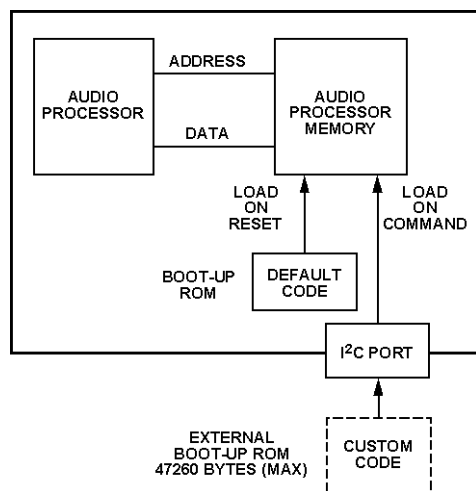 ADDRESS
AUDIO
PROCESSOR
AUDIO
PROCESSOR
MEMORY
DATA
LOAD
ON
RESET
LOAD
ON
COMMAND
BOOT-UP
ROM
DEFAULT
CODE
I²C PORT
EXTERNAL
BOOT-UP ROM
47260 BYTES (MAX)
CUSTOM
CODE